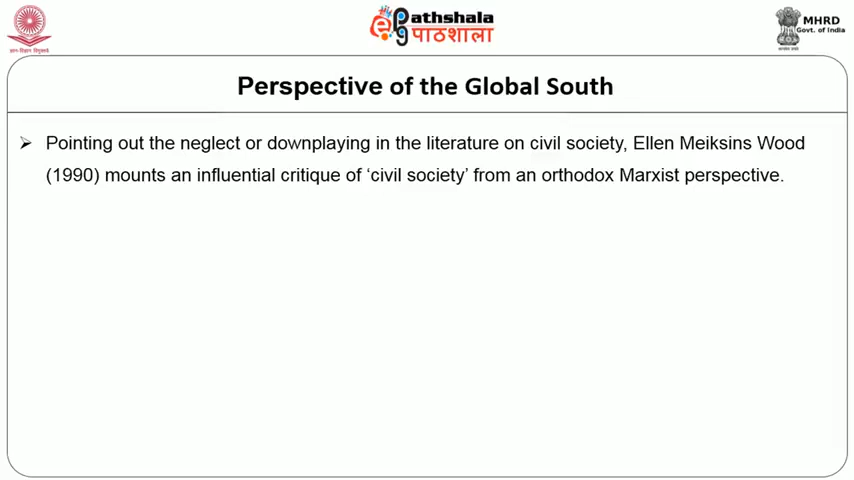 ePathshala
पाठशाला
MHRD
Govt. of India
Perspective of the Global South
➢ Pointing out the neglect or downplaying in the literature on civil society, Ellen Meiksins Wood
(1990) mounts an influential critique of ‘civil society’ from an orthodox Marxist perspective.